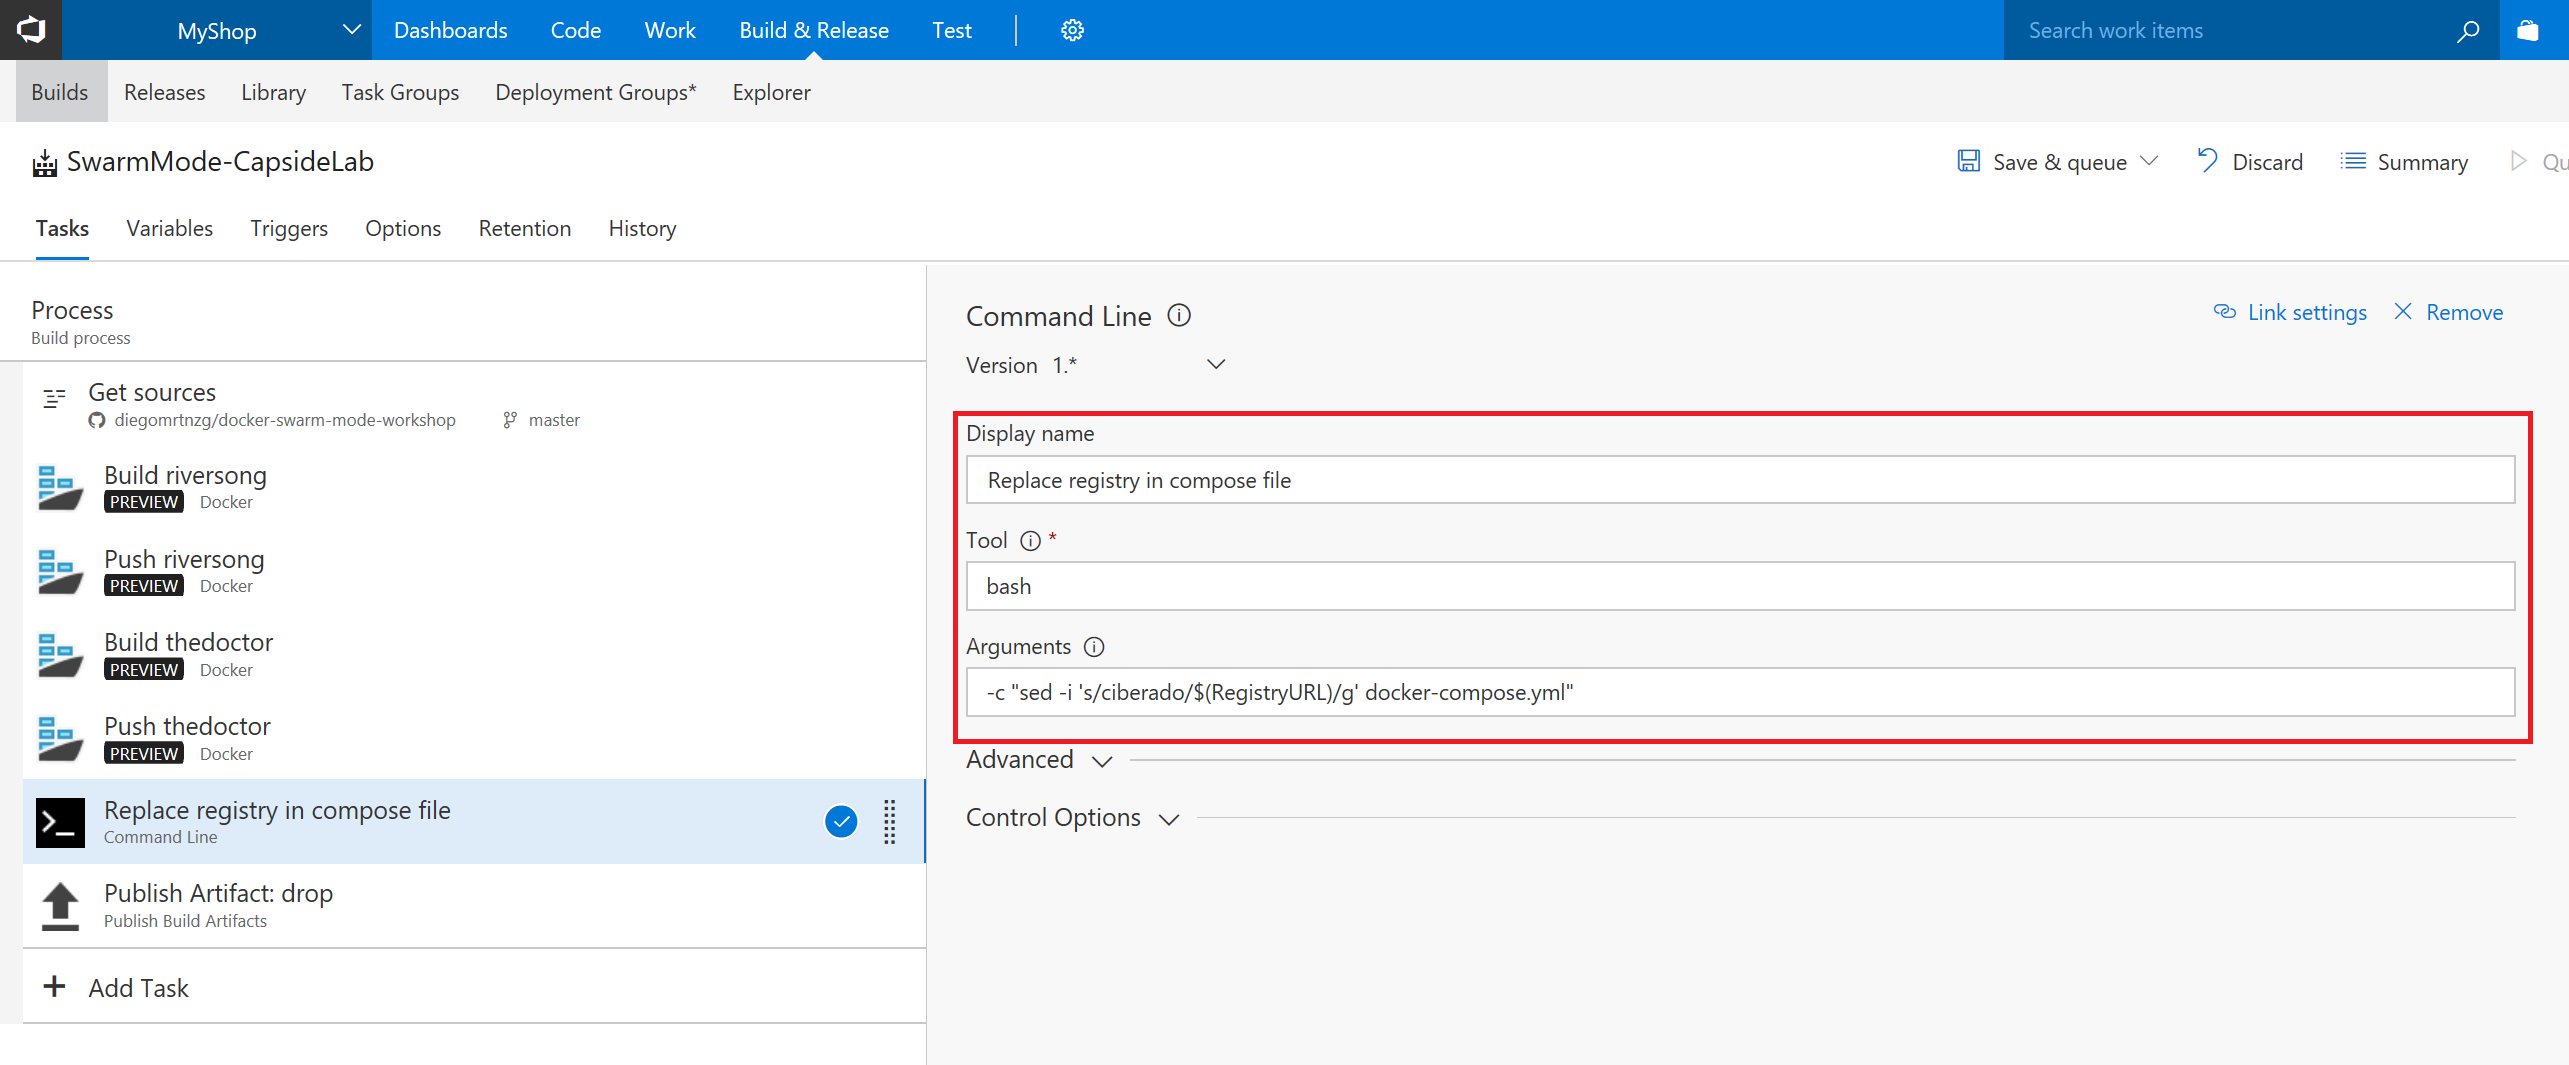 MyShop Dashboards Code Work Build & Release Test Search work items
Builds Releases Library Task Groups Deployment Groups* Explorer
SwarmMode-CapsideLab Save & queue Discard Summary Qu
Tasks Variables Triggers Options Retention History
Process
Build process
Get sources
diegomrtnzg/docker-swarm-mode-workshop master
Build riversong
PREVIEW Docker
Push riversong
PREVIEW Docker
Build thedoctor
PREVIEW Docker
Push thedoctor
PREVIEW Docker
Replace registry in compose file
Command Line
Publish Artifact: drop
Publish Build Artifacts
+ Add Task
Command Line Link settings Remove
Version 1.*
Display name
Replace registry in compose file
Tool *
bash
Arguments
-c "sed -i 's/ciberado/$(RegistryURL)/g' docker-compose.yml"
Advanced
Control Options